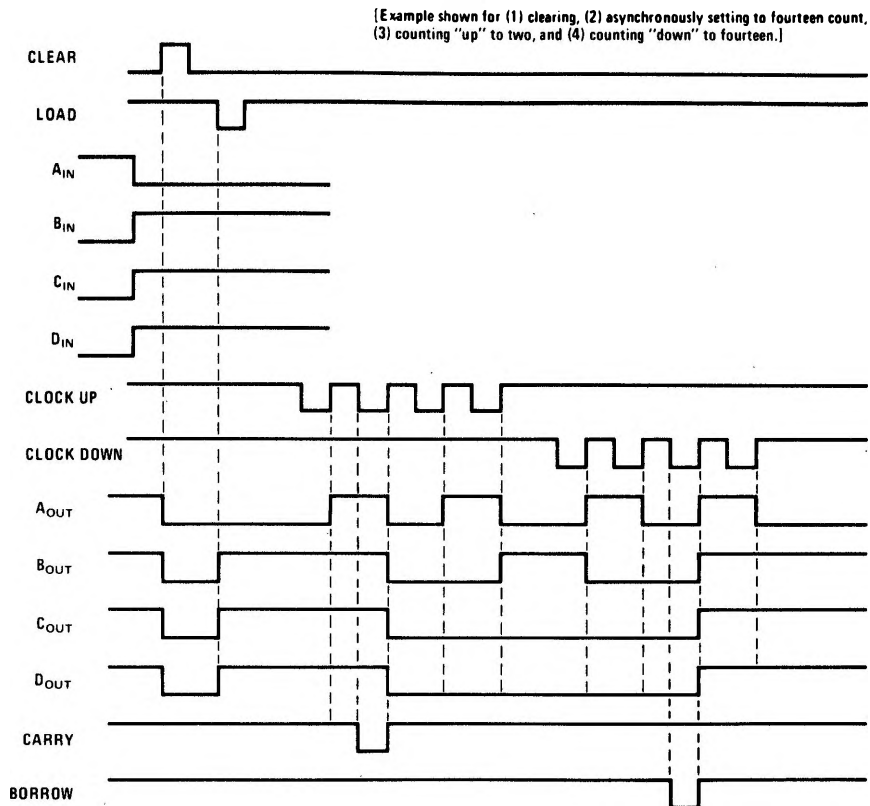 [Example shown for (1) clearing, (2) asynchronously setting to fourteen count,
(3) counting "up" to two, and (4) counting "down" to fourteen.]
CLEAR
LOAD
AIN
BIN
CIN
DIN
CLOCK UP
CLOCK DOWN
AOUT
BOUT
COUT
DOUT
CARRY
BORROW